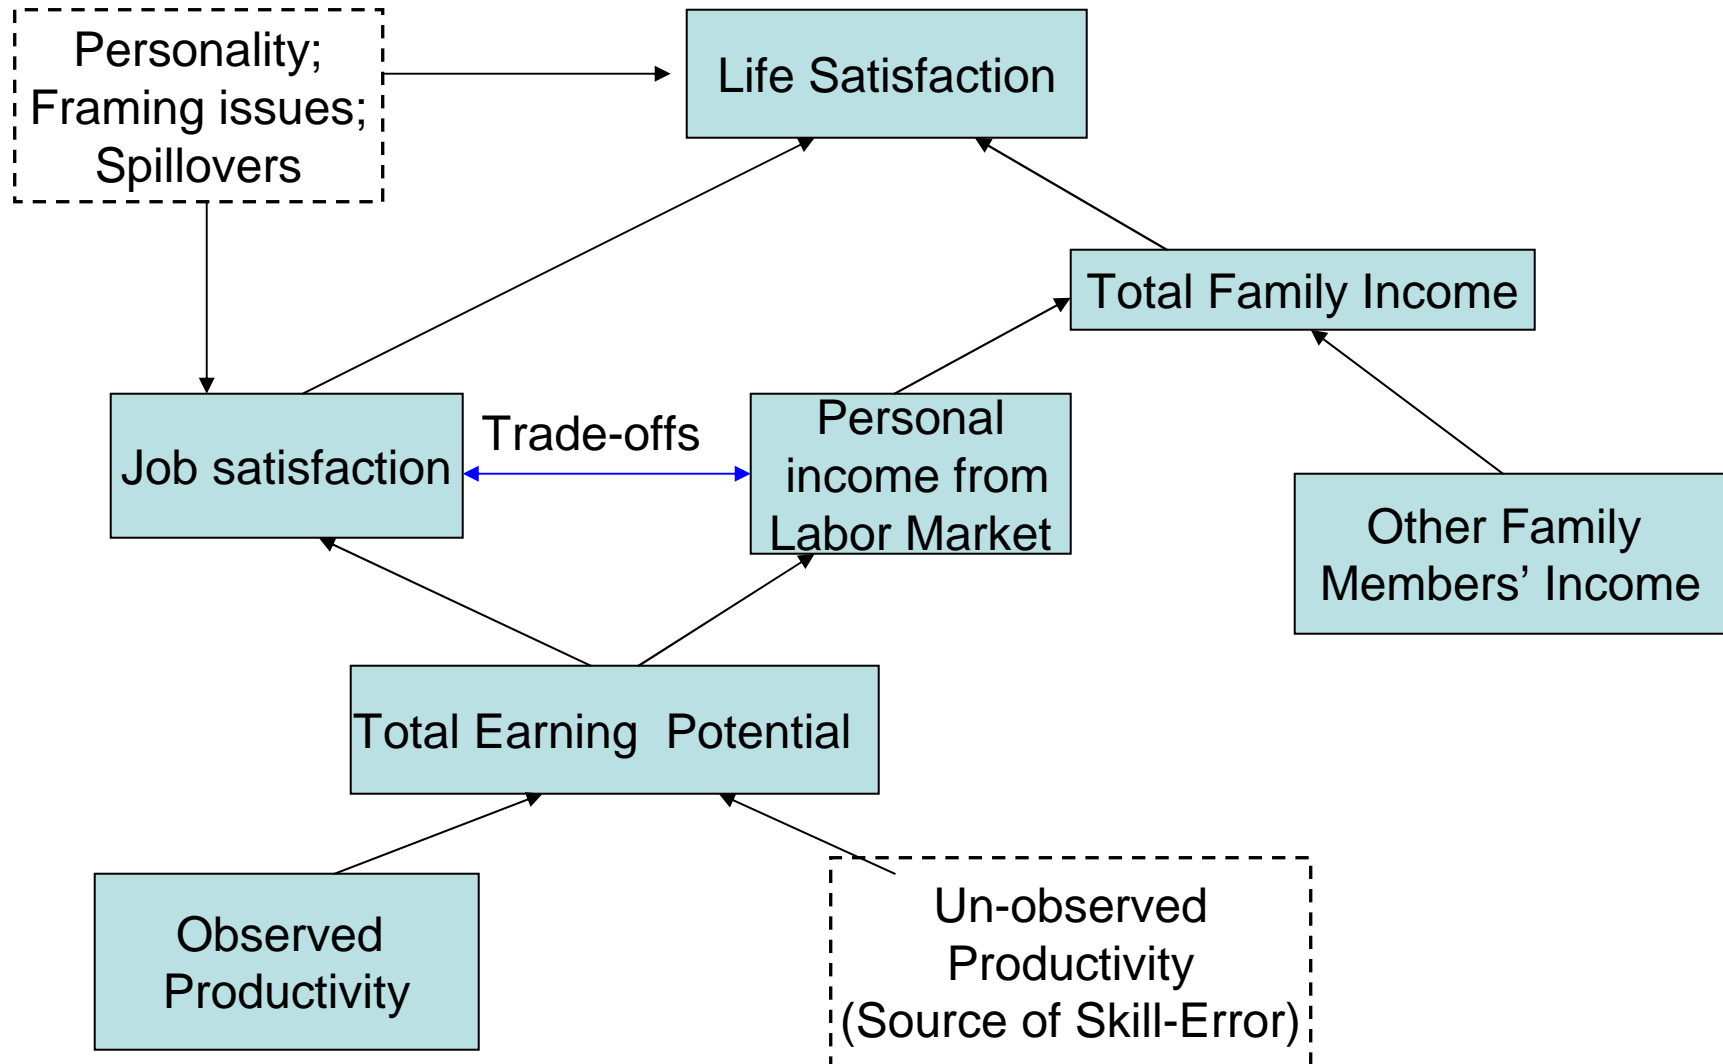 Personality;
Framing issues;
Spillovers
Life Satisfaction
Total Family Income
Job satisfaction
Trade-offs
Personal
income from
Labor Market
Other Family
Members’ Income
Total Earning Potential
Observed
Productivity
Un-observed
Productivity
(Source of Skill-Error)